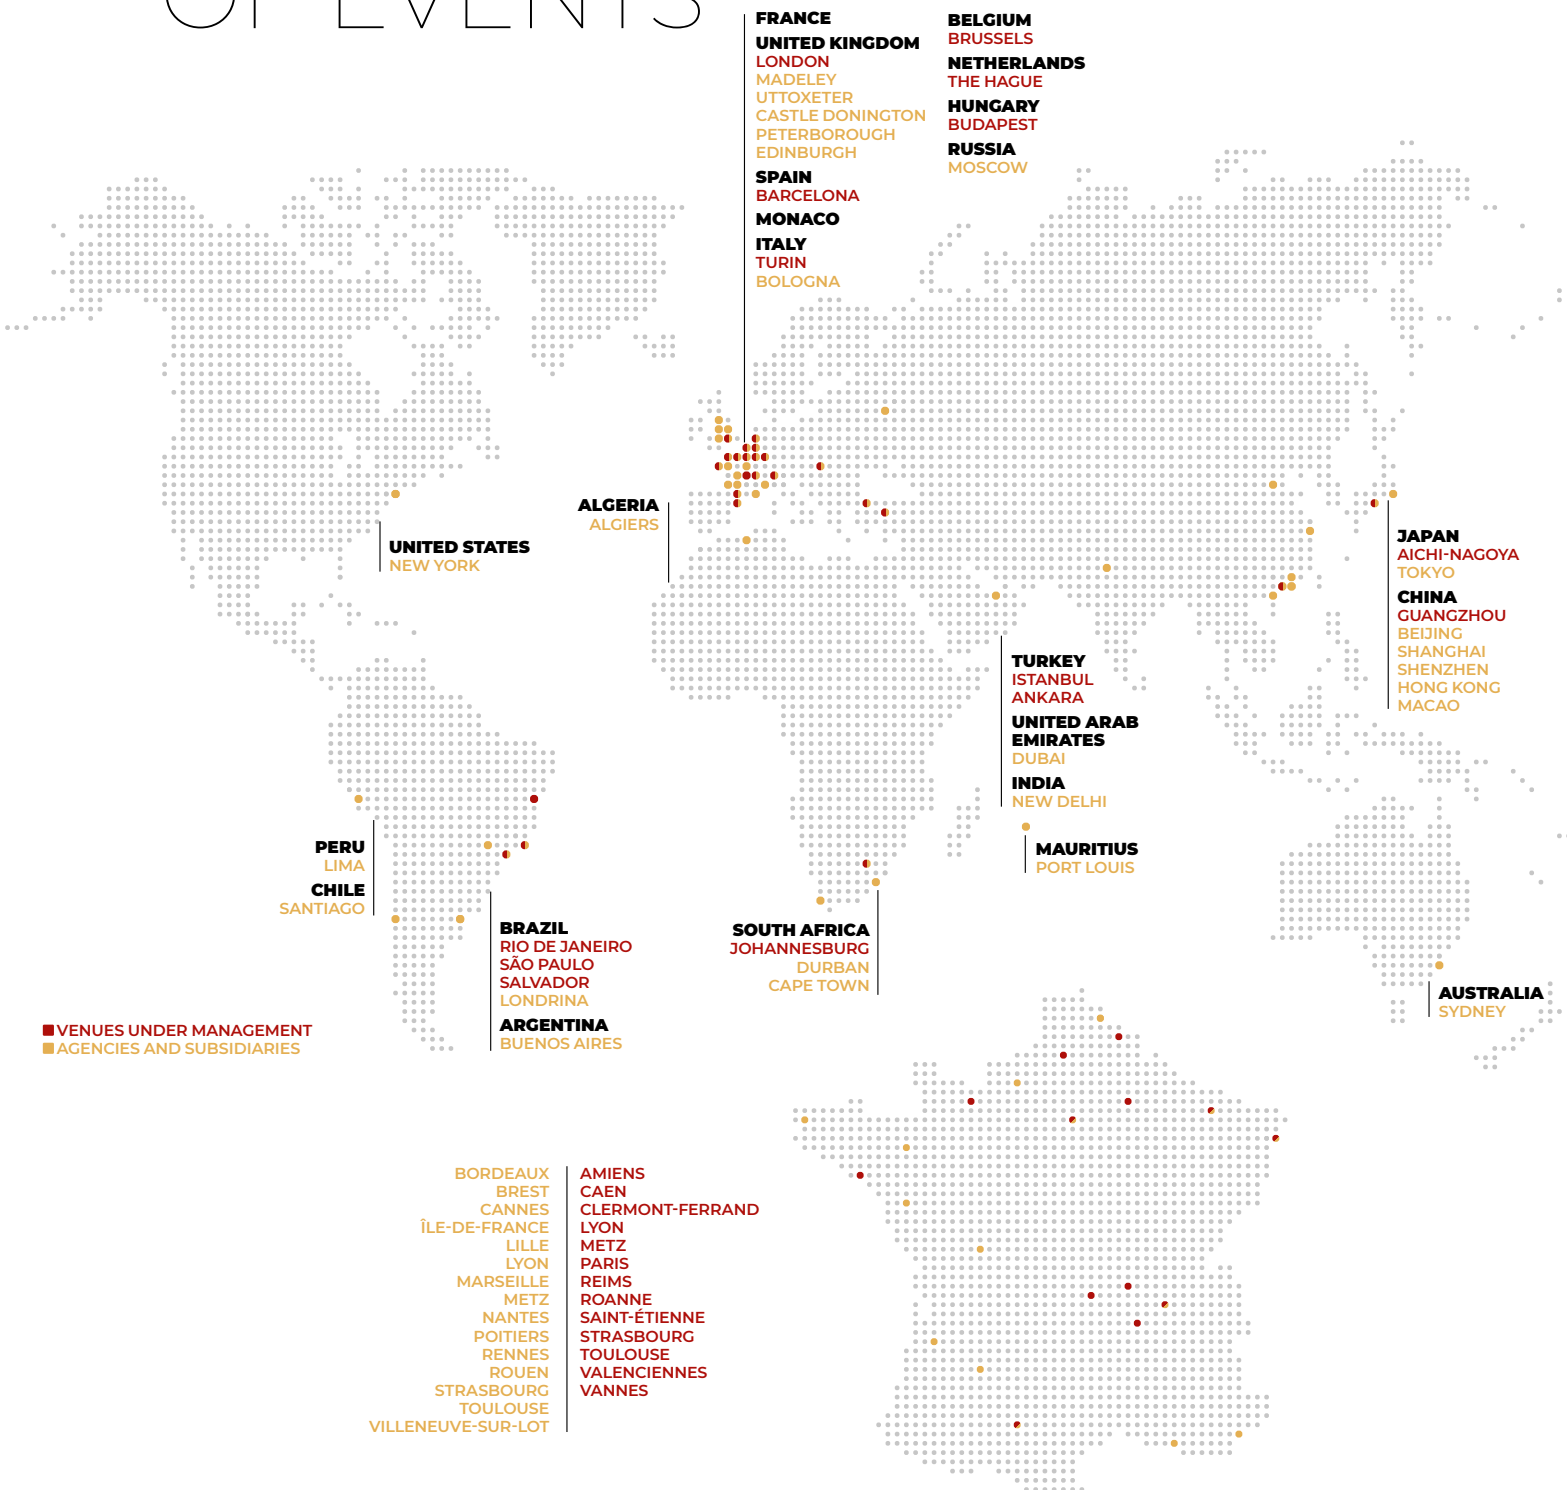 OF EVENTS
FRANCE
UNITED KINGDOM
LONDON
MADELEY
UTTOXETER
CASTLE DONINGTON
PETERBOROUGH
EDINBURGH
SPAIN
BARCELONA
MONACO
ITALY
TURIN
BOLOGNA
BELGIUM
BRUSSELS
NETHERLANDS
THE HAGUE
HUNGARY
BUDAPEST
RUSSIA
MOSCOW
ALGERIA
ALGIERS
UNITED STATES
NEW YORK
JAPAN
AICHI-NAGOYA
TOKYO
CHINA
GUANGZHOU
BEIJING
SHANGHAI
SHENZHEN
HONG KONG
MACAO
TURKEY
ISTANBUL
ANKARA
UNITED ARAB
EMIRATES
DUBAI
INDIA
NEW DELHI
MAURITIUS
PORT LOUIS
PERU
LIMA
CHILE
SANTIAGO
BRAZIL
RIO DE JANEIRO
SÃO PAULO
SALVADOR
LONDRINA
ARGENTINA
BUENOS AIRES
SOUTH AFRICA
JOHANNESBURG
DURBAN
CAPE TOWN
AUSTRALIA
SYDNEY
VENUES UNDER MANAGEMENT
AGENCIES AND SUBSIDIARIES
BORDEAUX
BREST
CANNES
ÎLE-DE-FRANCE
LILLE
LYON
MARSEILLE
METZ
NANTES
POITIERS
RENNES
ROUEN
STRASBOURG
TOULOUSE
VILLENEUVE-SUR-LOT
AMIENS
CAEN
CLERMONT-FERRAND
LYON
METZ
PARIS
REIMS
ROANNE
SAINT-ÉTIENNE
STRASBOURG
TOULOUSE
VALENCIENNES
VANNES